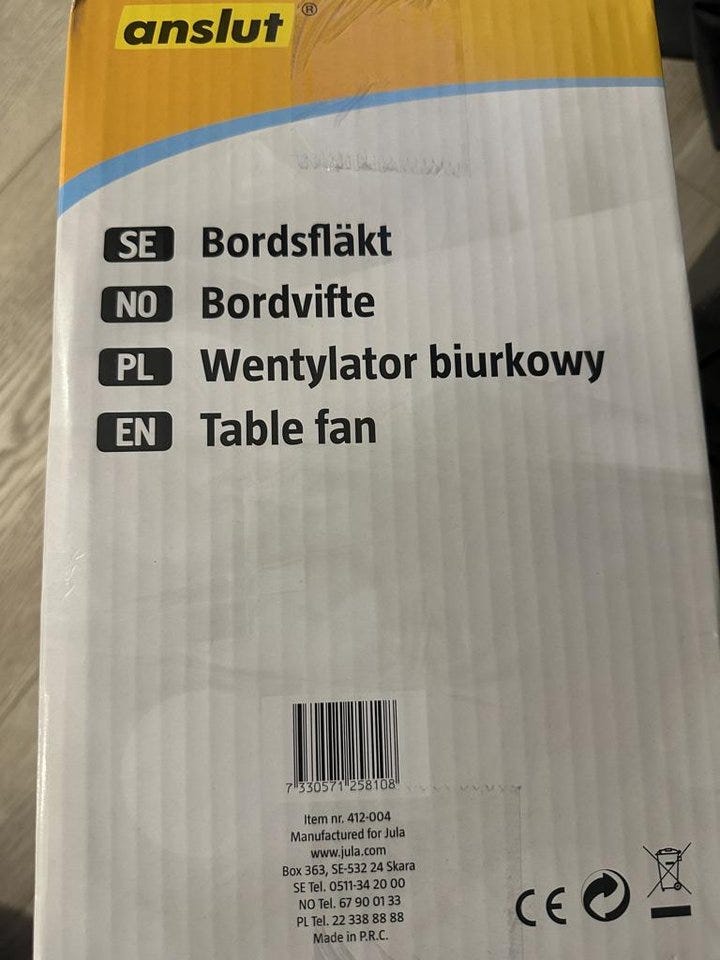 anslut®
SE Bordsfläkt
NO Bordvifte
PL Wentylator biurkowy
EN Table fan
7 330571 258108
Item nr. 412-004
Manufactured for Jula
www.jula.com
Box 363, SE-532 24 Skara
SE Tel. 0511-34 20 00
NO Tel. 67 90 01 33
PL Tel. 22 338 88 88
Made in P.R.C.
CE